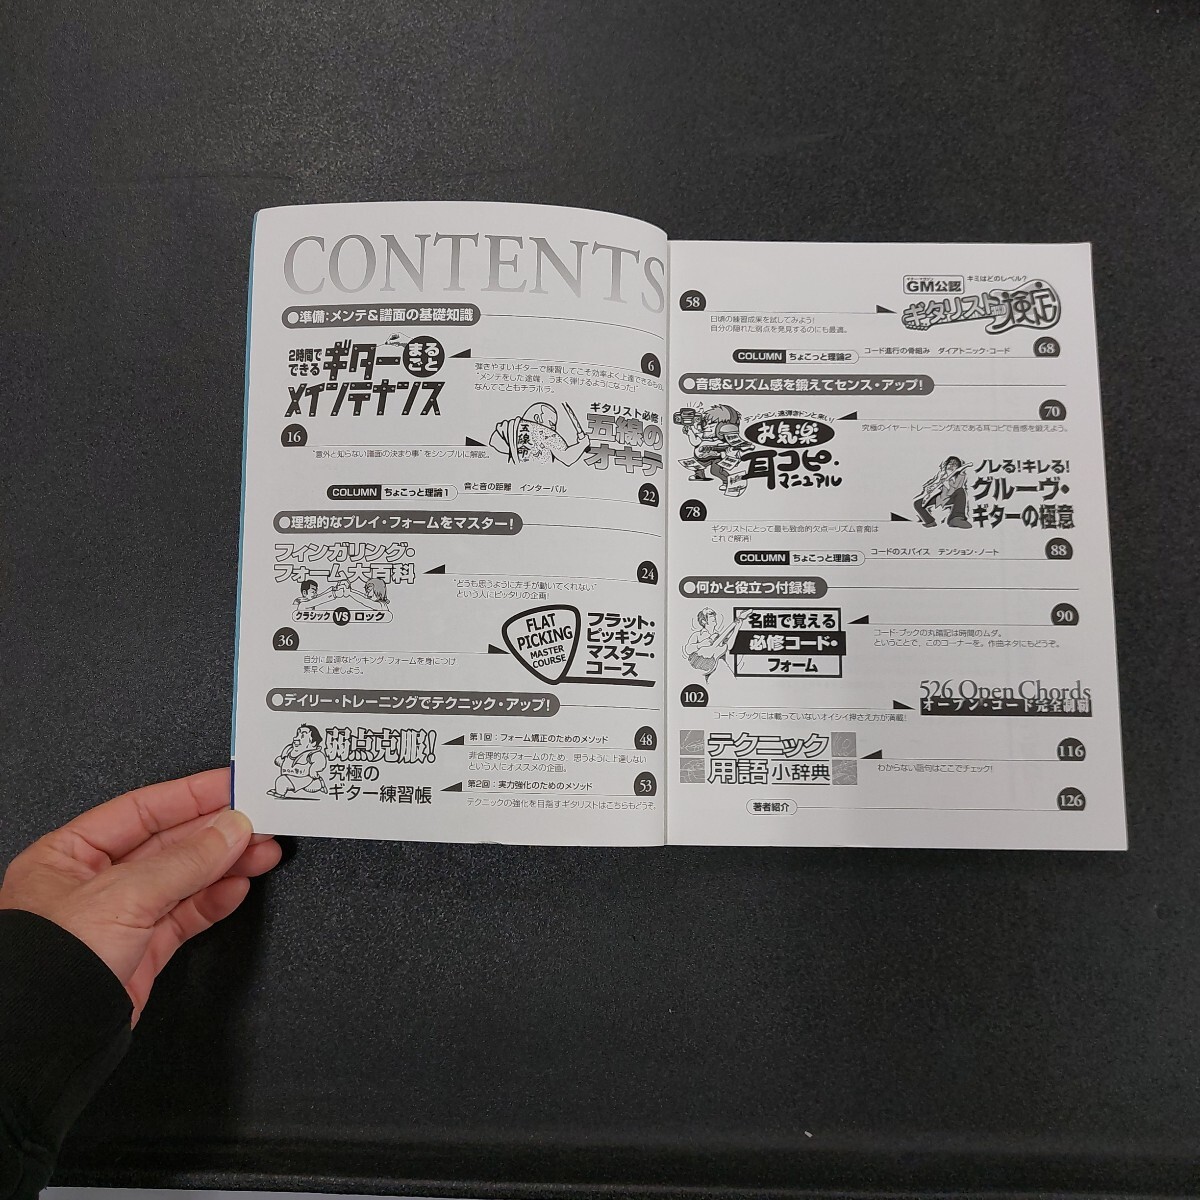 CONTENTS
●準備：メンテ&譜面の基礎知識
2時間で
できる
ギター
まる
ごと
メインテナンス
6
弾きやすいギターで練習してこそ効率よく上達できるもの。
"メンテをした途端、うまく弾けるようになった!"
なんてこともチラホラ。
ギタリスト必修!
五線の
オキテ
五線命
16
"意外と知らない譜面の決まり事"をシンプルに解説。
COLUMN ちょこっと理論1 音と音の距離 インターバル 22
●理想的なプレイ・フォームをマスター!
フィンガリング・
フォーム大百科
クラシック VS ロック
24
"どうも思うように左手が動いてくれない"
という人にピッタリの企画!
FLAT
PICKING
MASTER
COURSE
フラット・
ピッキング
マスター・
コース
36
自分に最適なピッキング・フォームを身につけ
素早く上達しよう。
●デイリー・トレーニングでテクニック・アップ!
弱点克服!
究極の
ギター練習帳
第1回：フォーム矯正のためのメソッド 48
非合理的なフォームのため、思うように上達しない
という人にオススメの企画。
第2回：実力強化のためのメソッド 53
テクニックの強化を目指すギタリストはこちらもどうぞ。
ギター・マガジン
GM公認
キミはどのレベル?
ギタリスト検定
58
日頃の練習成果を試してみよう!
自分の隠れた弱点を発見するのにも最適。
COLUMN ちょこっと理論2 コード進行の骨組み ダイアトニック・コード 68
●音感&リズム感を鍛えてセンス・アップ!
テンション、速弾きドンと来い!
お気楽
耳コピ・
マニュアル
70
究極のイヤー・トレーニング法である耳コピで音感を鍛えよう。
ノレる!キレる!
グルーヴ・
ギターの極意
78
ギタリストにとって最も致命的欠点=リズム音痴は
これで解消!
COLUMN ちょこっと理論3 コードのスパイス テンション・ノート 88
●何かと役立つ付録集
名曲で覚える
必修コード・
フォーム
90
コード・ブックの丸暗記は時間のムダ。
ということで、このコーナーを。作曲ネタにもどうぞ。
526 Open Chords
オープン・コード完全制覇
102
コード・ブックには載っていないオイシイ押さえ方が満載!
テクニック
用語小辞典
116
わからない語句はここでチェック!
著者紹介 126